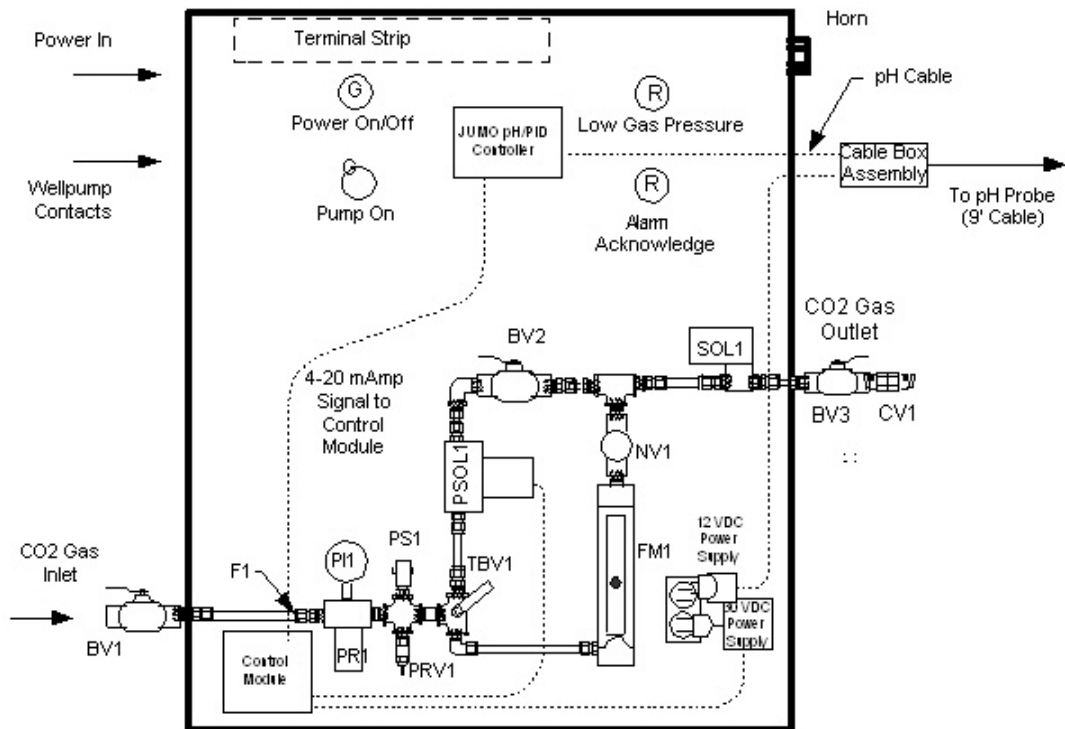 Power In
Terminal Strip
Horn
G
Power On/Off
R
Low Gas Pressure
pH Cable
JUMO pH/PID
Controller
Cable Box
Assembly
To pH Probe
(9' Cable)
Wellpump
Contacts
Pump On
R
Alarm
Acknowledge
CO2 Gas
Outlet
BV2
SOL1
4-20 mAmp
Signal to
Control
Module
BV3
CV1
NV1
PSOL1
CO2 Gas
Inlet
F1
PI1
PS1
TBV1
FM1
12 VDC
Power
Supply
30 VDC
Power
Supply
BV1
PR1
PRV1
Control
Module